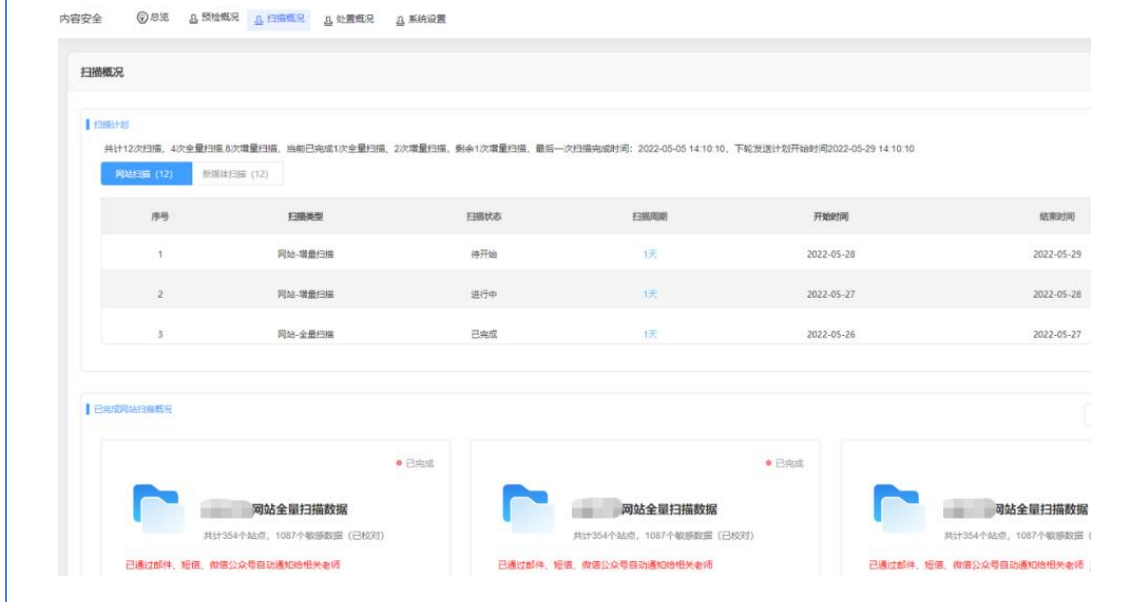 内容安全 总览 预检概况 扫描概况 处置概况 系统设置
扫描概况
扫描计划
共计12次扫描，4次全量扫描,8次增量扫描，当前已完成1次全量扫描，2次增量扫描，剩余1次增量扫描，最后一次扫描完成时间：2022-05-05 14:10:10，下轮发送计划开始时间2022-05-29 14:10:10
网站扫描（12） 新媒体扫描（12）
序号 扫描类型 扫描状态 扫描周期 开始时间 结束时间
1 网站-增量扫描 待开始 1天 2022-05-28 2022-05-29
2 网站-增量扫描 进行中 1天 2022-05-27 2022-05-28
3 网站-全量扫描 已完成 1天 2022-05-26 2022-05-27
已完成网站扫描概况
已完成 已完成
网站全量扫描数据 网站全量扫描数据 网站全量扫描数据
共计354个站点，1087个敏感数据（已校对） 共计354个站点，1087个敏感数据（已校对） 共计354个站点，1087个敏感数据（
已通过邮件、短信、微信公众号自动通知给相关老师 已通过邮件、短信、微信公众号自动通知给相关老师 已通过邮件、短信、微信公众号自动通知给相关老师